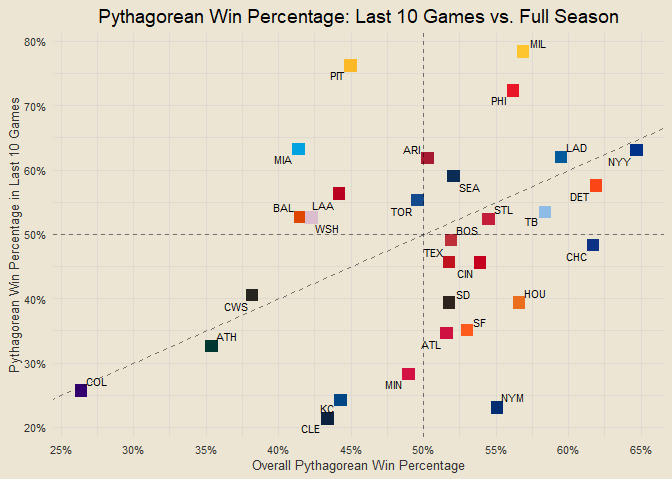 Pythagorean Win Percentage: Last 10 Games vs. Full Season
80%
MIL
PIT
70%
PHI
MIA
ARI
LAD
NYY
60%
SEA
DET
BAL
LAA
TOR
STL
TB
WSH
50%
BOS
TEX
CHC
CIN
40%
CWS
SD
HOU
SF
ATH
ATL
30%
COL
MIN
KC
NYM
CLE
20%
25%
30%
35%
40%
45%
50%
55%
60%
65%
Overall Pythagorean Win Percentage
Pythagorean Win Percentage in Last 10 Games